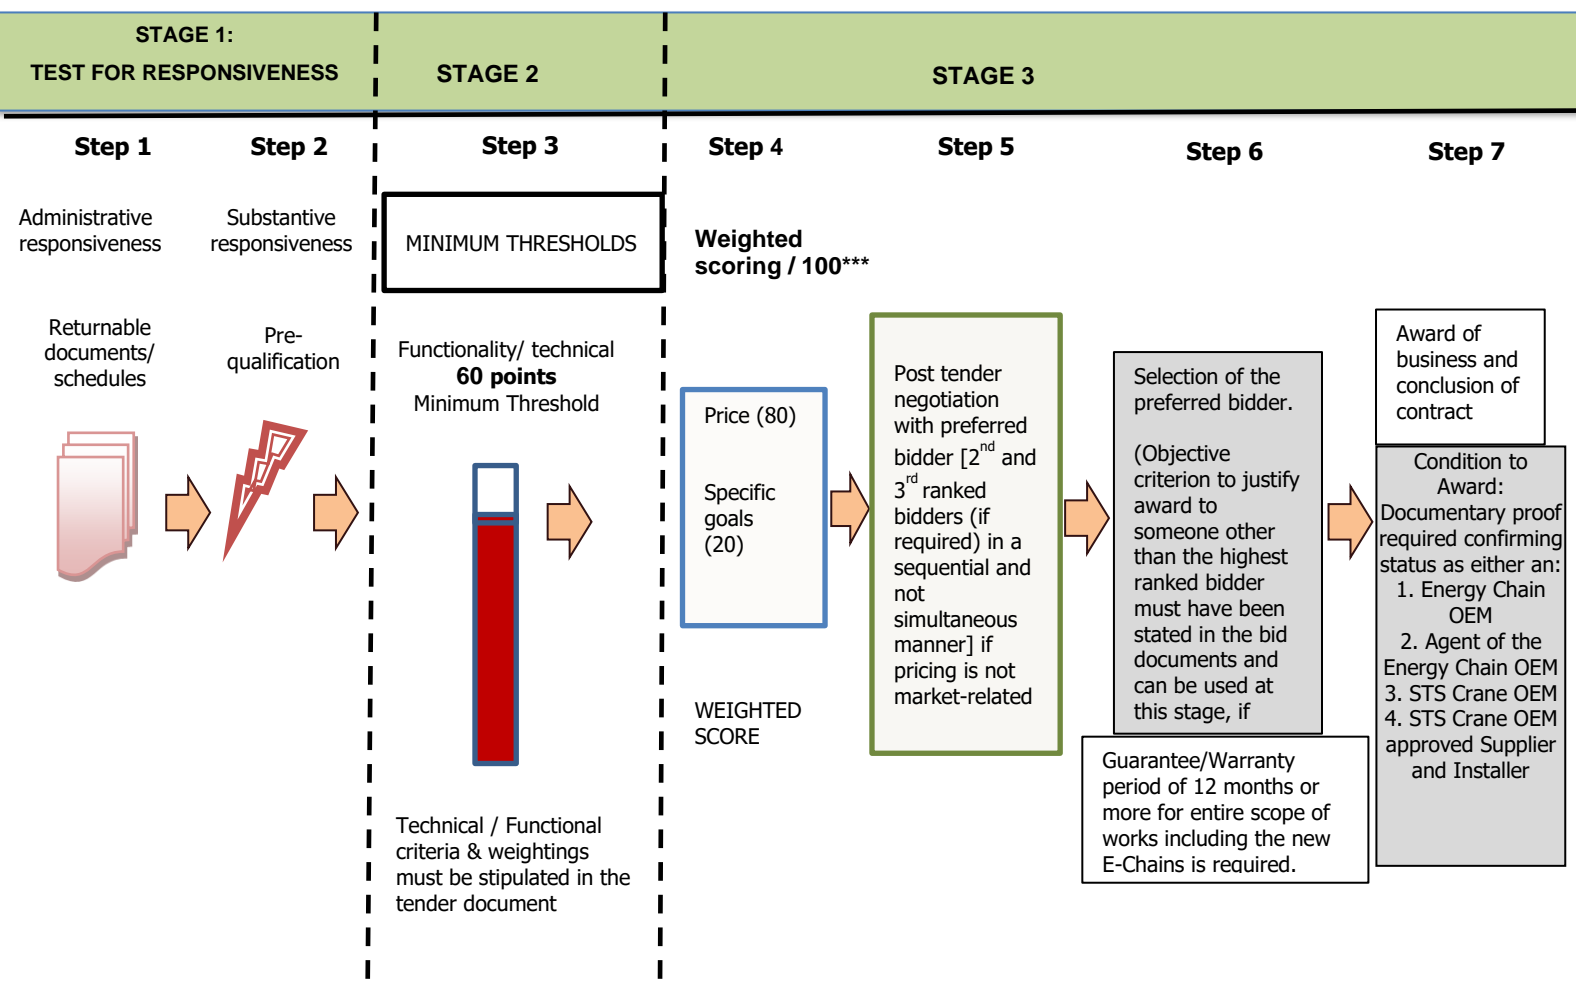 STAGE 1:
TEST FOR RESPONSIVENESS
STAGE 2
STAGE 3
Step 1
Step 2
Step 3
Step 4
Step 5
Step 6
Step 7
Administrative
responsiveness
Substantive
responsiveness
MINIMUM THRESHOLDS
Weighted
scoring / 100***
Returnable
documents/
schedules
Pre-
qualification
Functionality/ technical
60 points
Minimum Threshold
Technical / Functional
criteria & weightings
must be stipulated in the
tender document
Price (80)
Specific
goals
(20)
WEIGHTED
SCORE
Post tender
negotiation
with preferred
bidder [2nd and
3rd ranked
bidders (if
required) in a
sequential and
not
simultaneous
manner] if
pricing is not
market-related
Selection of the
preferred bidder.
(Objective
criterion to justify
award to
someone other
than the highest
ranked bidder
must have been
stated in the bid
documents and
can be used at
this stage, if
Guarantee/Warranty
period of 12 months or
more for entire scope of
works including the new
E-Chains is required.
Award of
business and
conclusion of
contract
Condition to
Award:
Documentary proof
required confirming
status as either an:
1. Energy Chain
OEM
2. Agent of the
Energy Chain OEM
3. STS Crane OEM
4. STS Crane OEM
approved Supplier
and Installer